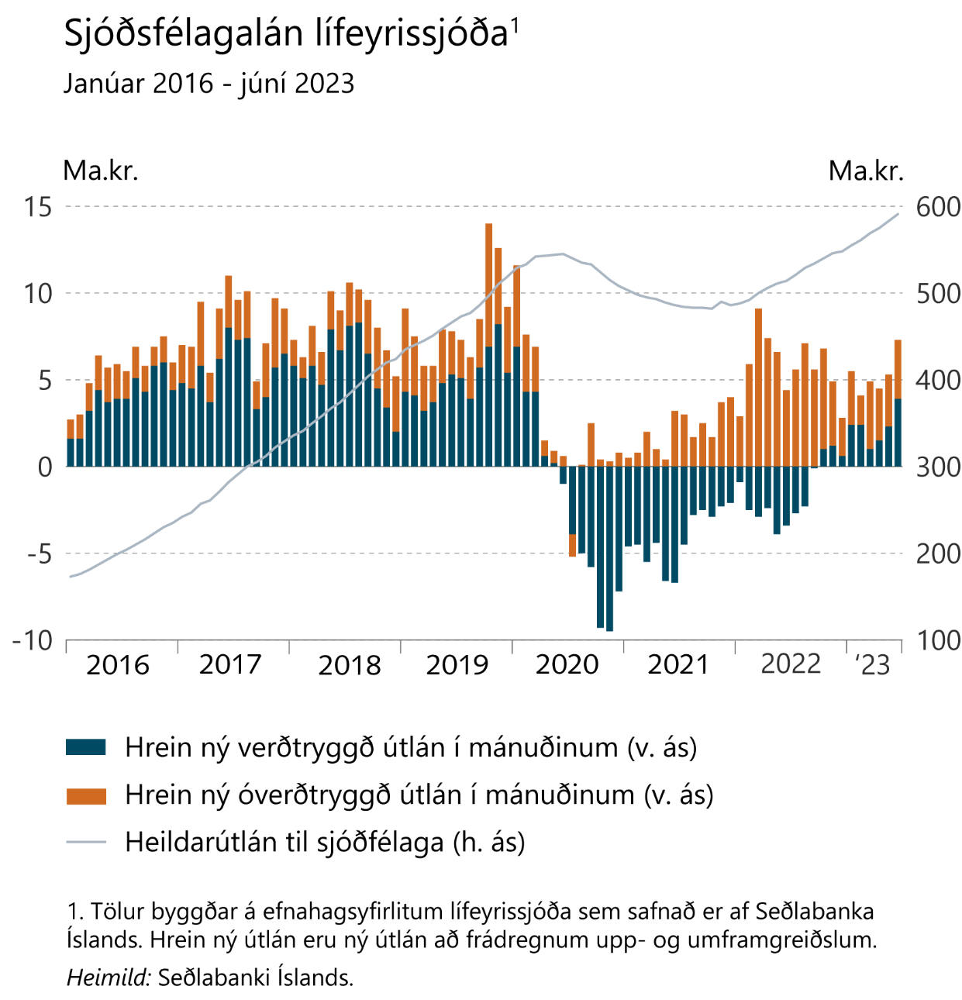 Sjóðsfélagalán lífeyrissjóða¹
Janúar 2016 - júní 2023
Ma.kr. Ma.kr.
15 600
10 500
5 400
0 300
-5 200
-10 100
2016 2017 2018 2019 2020 2021 2022 ‘23
Hrein ný verðtryggð útlán í mánuðinum (v. ás)
Hrein ný óverðtryggð útlán í mánuðinum (v. ás)
Heildarútlán til sjóðfélaga (h. ás)
1. Tölur byggðar á efnahagsyfirlitum lífeyrissjóða sem safnað er af Seðlabanka
Íslands. Hrein ný útlán eru ný útlán að frádregnum upp- og umframgreiðslum.
Heimild: Seðlabanki Íslands.